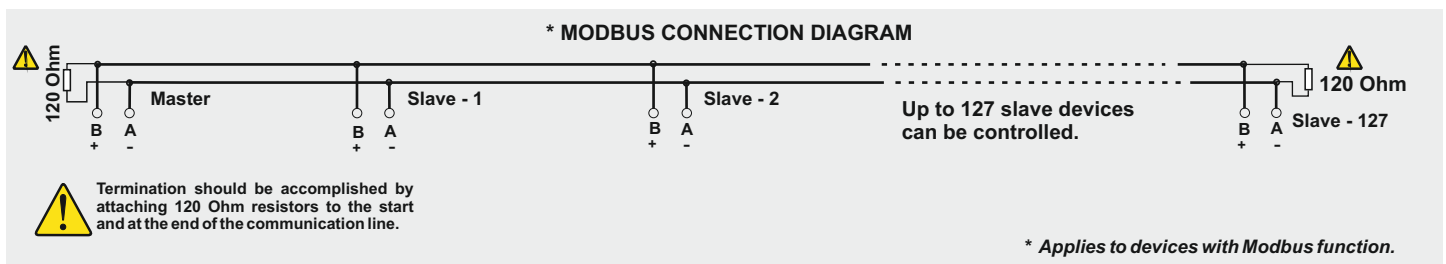 * MODBUS CONNECTION DIAGRAM
120 Ohm
B
+
A
-
Master
B
+
A
-
Slave - 1
B
+
A
-
Slave - 2
Up to 127 slave devices
can be controlled.
B
+
A
-
Slave - 127
120 Ohm
Termination should be accomplished by
attaching 120 Ohm resistors to the start
and at the end of the communication line.
* Applies to devices with Modbus function.